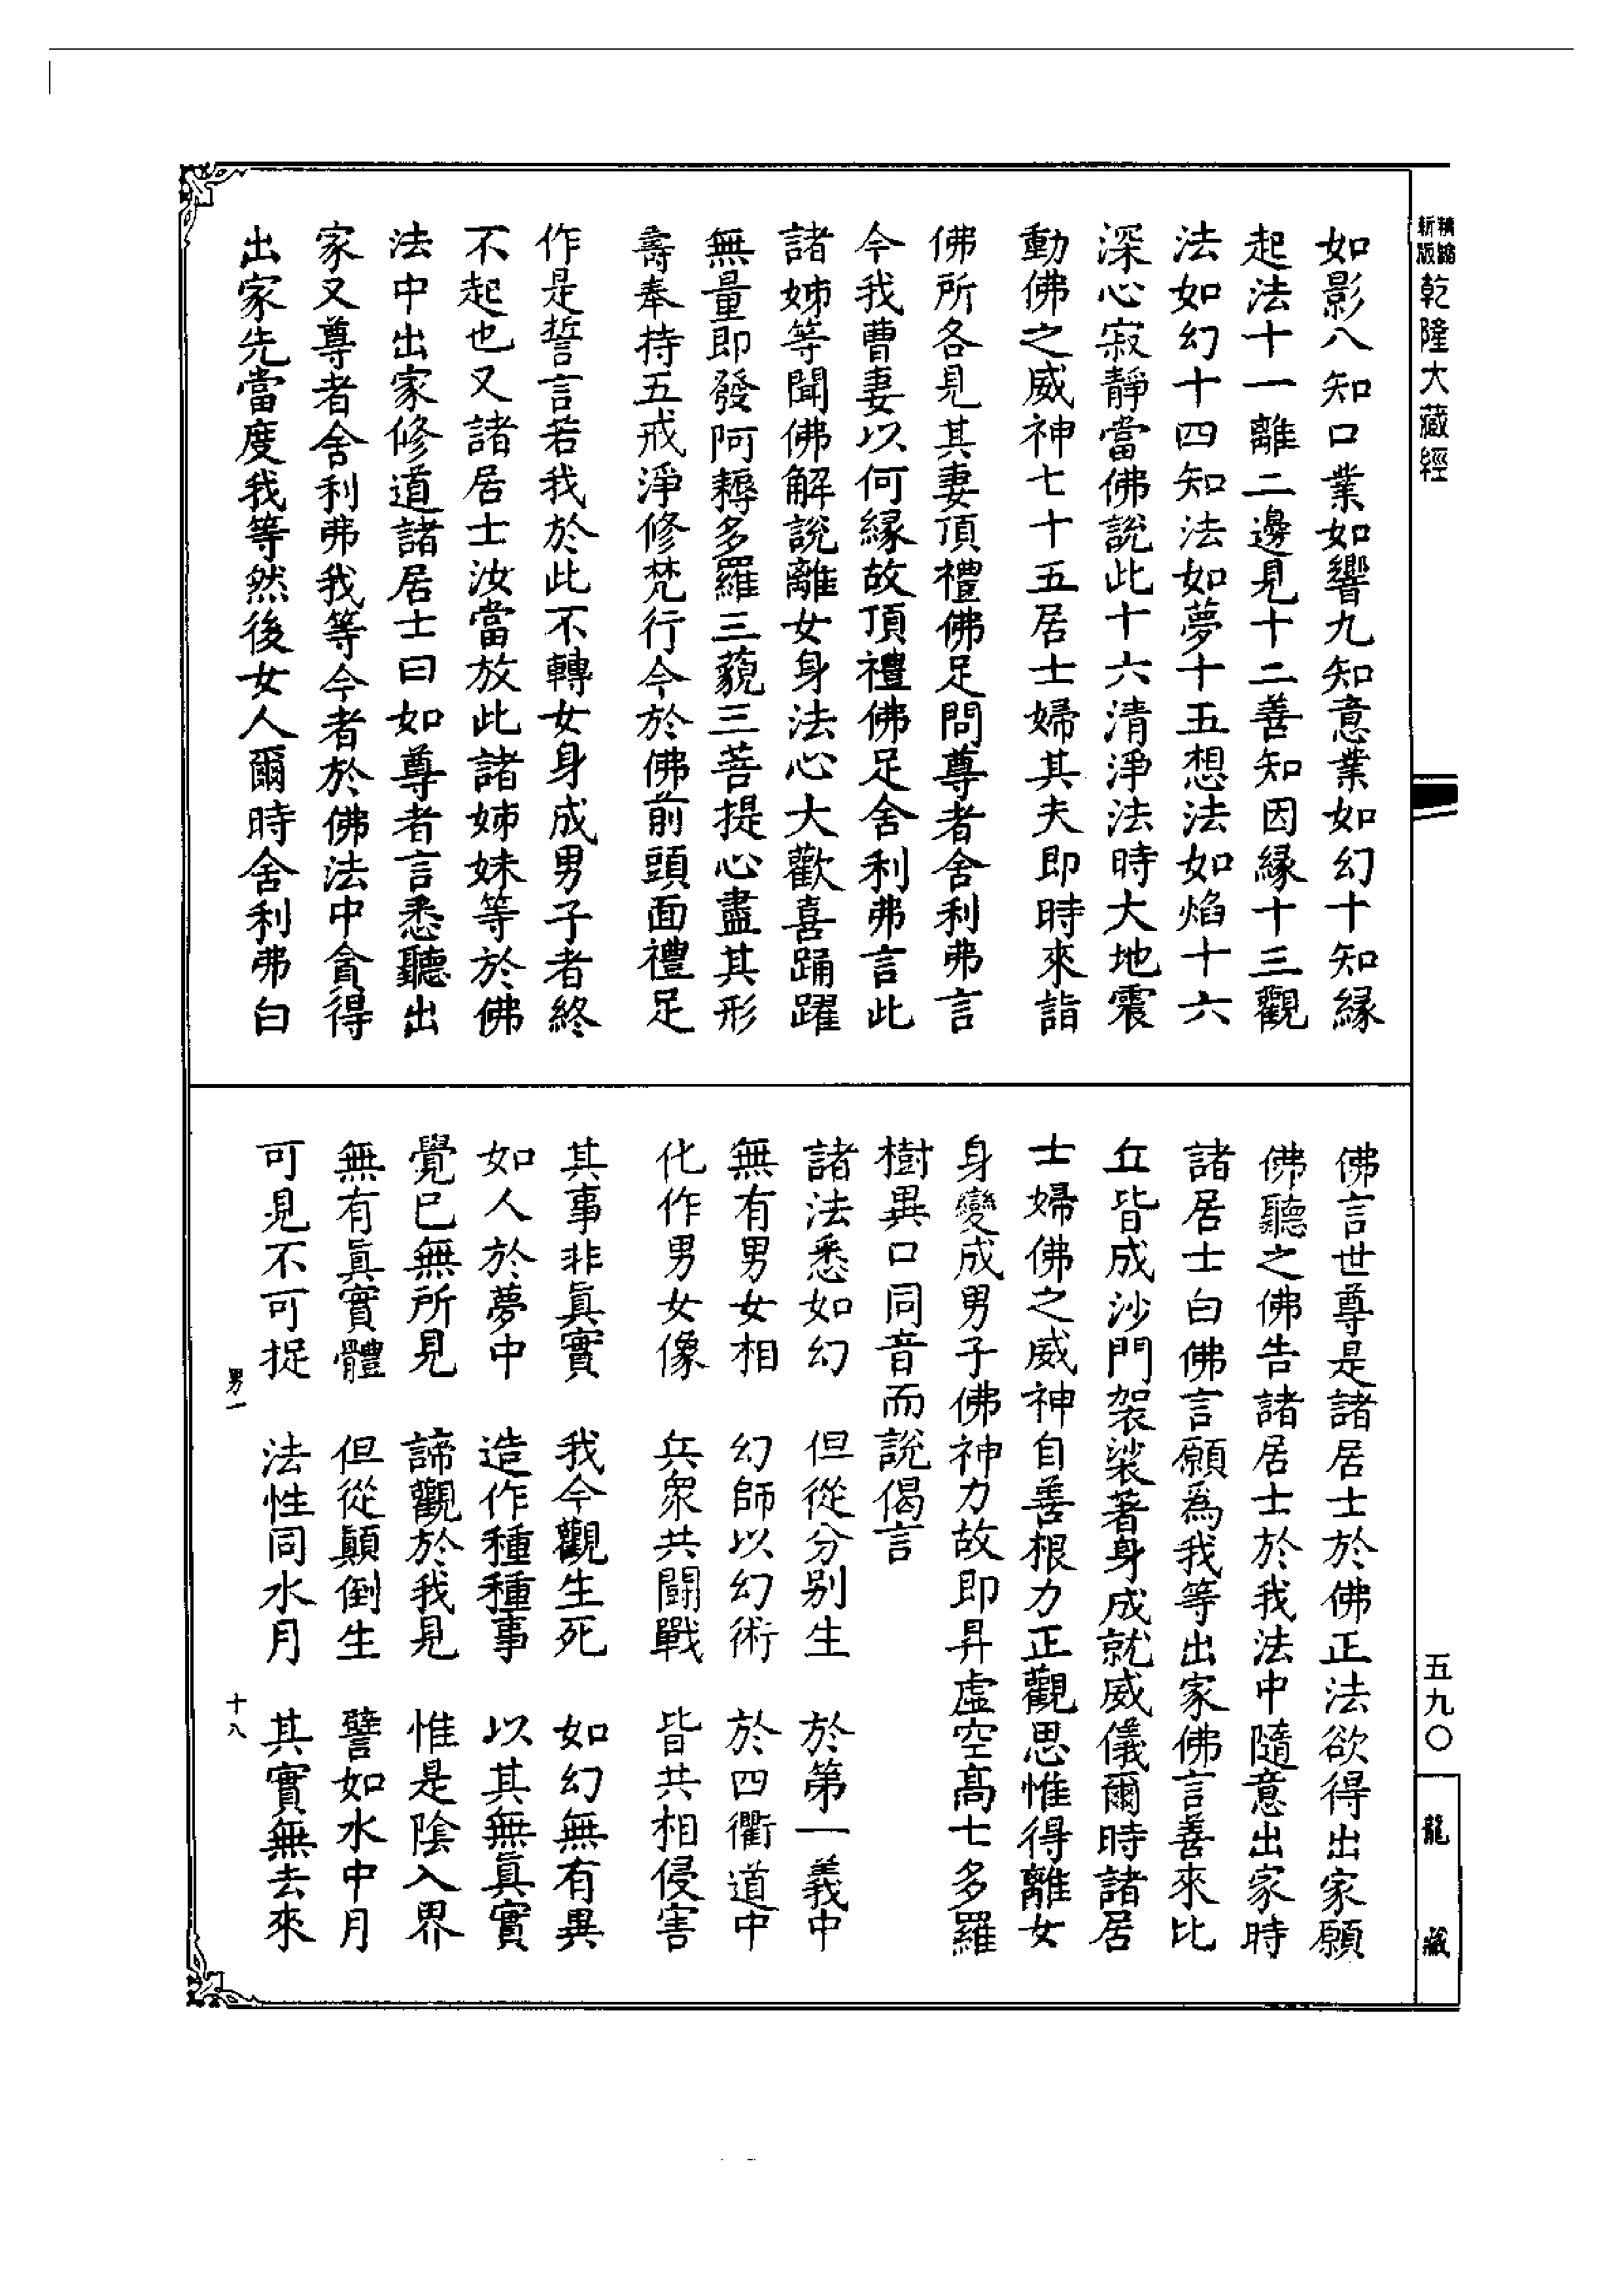 精編
新版
乾隆大藏經
如影八知口業如響九知意業如幻十知緣
起法十一離二邊見十二善知因緣十三觀
法如幻十四知法如夢十五想法如焰十六
深心寂靜當佛說此十六清淨法時大地震
動佛之威神七十五居士婦其夫即時來詣
佛所各見其妻頂禮佛足問尊者舍利弗言
今我曹妻以何緣故頂禮佛足舍利弗言此
諸姊等聞佛解說離女身法心大歡喜踊躍
無量即發阿耨多羅三藐三菩提心盡其形
壽奉持五戒淨修梵行今於佛前頭面禮足
作是誓言若我於此不轉女身成男子者終
不起也又諸居士汝當放此諸姊妹等於佛
法中出家修道諸居士曰如尊者言悉聽出
家又尊者舍利弗我等今者於佛法中貪得
出家先當度我等然後女人爾時舍利弗白
佛言世尊是諸居士於佛正法欲得出家願
佛聽之佛告諸居士於我法中隨意出家時
諸居士白佛言願爲我等出家佛言善來比
丘皆成沙門袈裟著身成就威儀爾時諸居
士婦佛之威神自善根力正觀思惟得離女
身變成男子佛神力故即昇虛空高七多羅
樹異口同音而說偈言
諸法悉如幻　但從分别生　於第一義中
無有男女相　幻師以幻術　於四衢道中
化作男女像　兵衆共鬪戰　皆共相侵害
其事非眞實　我今觀生死　如幻無有異
如人於夢中　造作種種事　以其無眞實
覺已無所見　諦觀於我見　惟是陰入界
無有眞實體　但從顛倒生　譬如水中月
可見不可捉　法性同水月　其實無去來
男一
十八
五九〇
龍藏